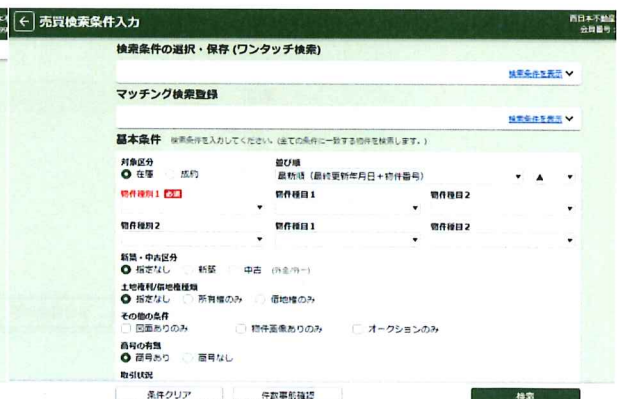 売買検索条件入力
西日本不動産
会員番号:
検索条件の選択・保存 (ワンタッチ検索)
検索条件を表示
マッチング検索登録
検索条件を表示
基本条件 検索条件を入力してください。(全ての条件に一致する物件を検索します。)
対象区分 並び順
在庫 成約 最新順 (最終更新年月日+物件番号)
物件種別1 必須 物件種目1 物件種目2
物件種別2 物件種目1 物件種目2
新築・中古区分
指定なし 新築 中古
土地権利/借地権種類
指定なし 所有権のみ 借地権のみ
その他の条件
図面ありのみ 物件画像ありのみ オークションのみ
商号の有無
商号あり 商号なし
取引状況
条件クリア 件数事前確認 検索